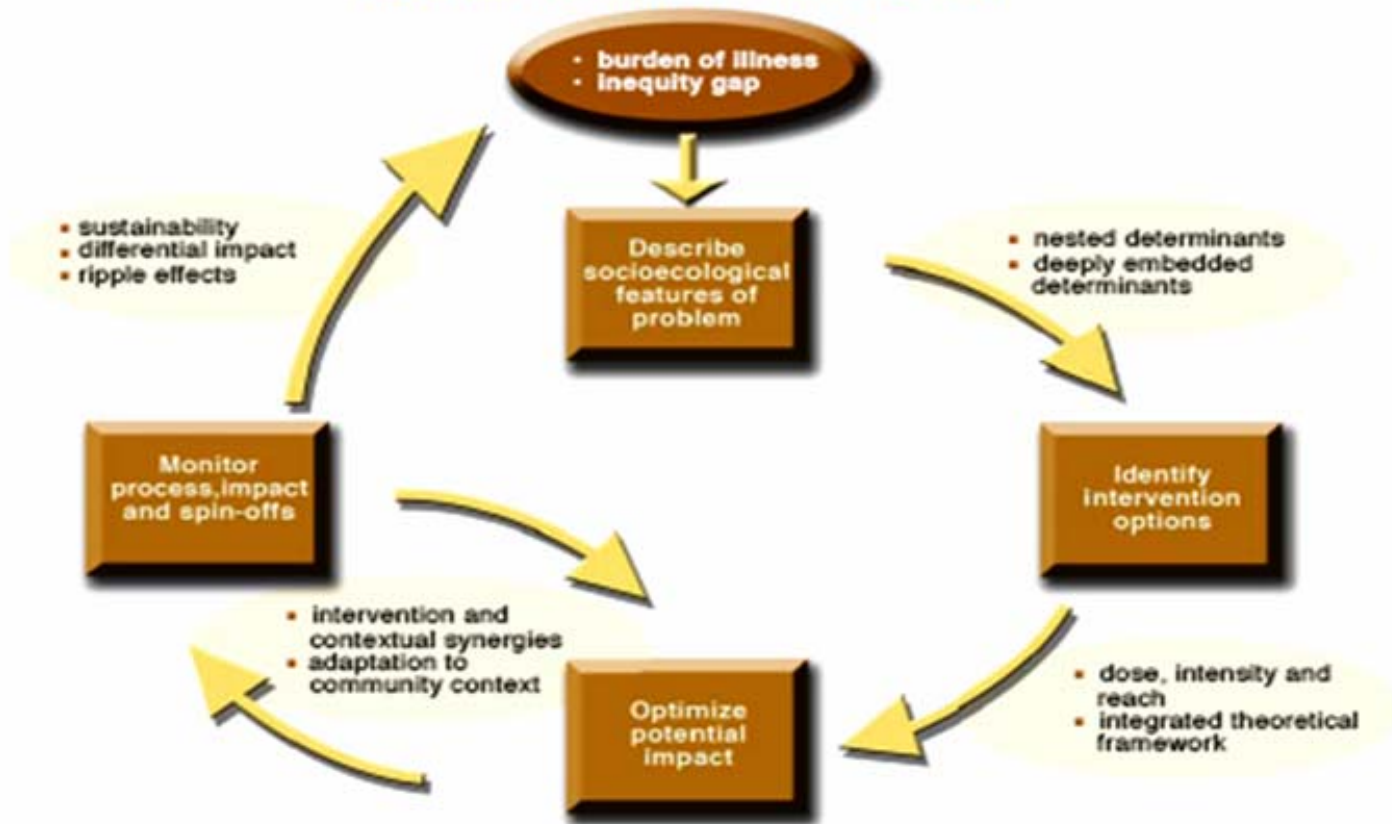 • burden of illness
• inequity gap
Describe
socioecological
features of
problem
▪ nested determinants
▪ deeply embedded
determinants
Identify
intervention
options
▪ dose, intensity and
reach
▪ integrated theoretical
framework
Optimize
potential
impact
▪ intervention and
contextual synergies
▪ adaptation to
community context
Monitor
process,impact
and spin-offs
▪ sustainability
▪ differential impact
▪ ripple effects